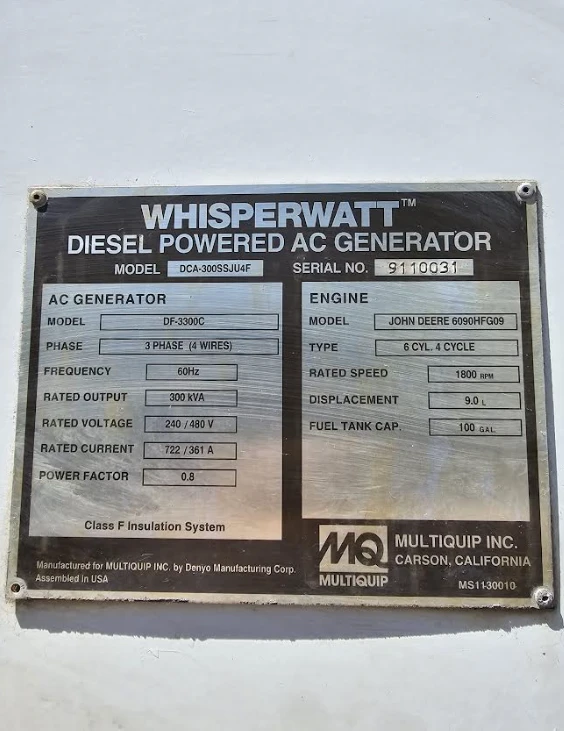 WHISPERWATT™
DIESEL POWERED AC GENERATOR
MODEL DCA-300SSJU4F SERIAL NO. 9110031
AC GENERATOR
MODEL DF-3300C
PHASE 3 PHASE (4 WIRES)
FREQUENCY 60Hz
RATED OUTPUT 300 kVA
RATED VOLTAGE 240 / 480 V
RATED CURRENT 722 / 361 A
POWER FACTOR 0.8
Class F Insulation System
ENGINE
MODEL JOHN DEERE 6090HFG09
TYPE 6 CYL. 4 CYCLE
RATED SPEED 1800 RPM
DISPLACEMENT 9.0 L
FUEL TANK CAP. 100 GAL
Manufactured for MULTIQUIP INC. by Denyo Manufacturing Corp.
Assembled in USA
MQ
MULTIQUIP
MULTIQUIP INC.
CARSON, CALIFORNIA
MS1130010